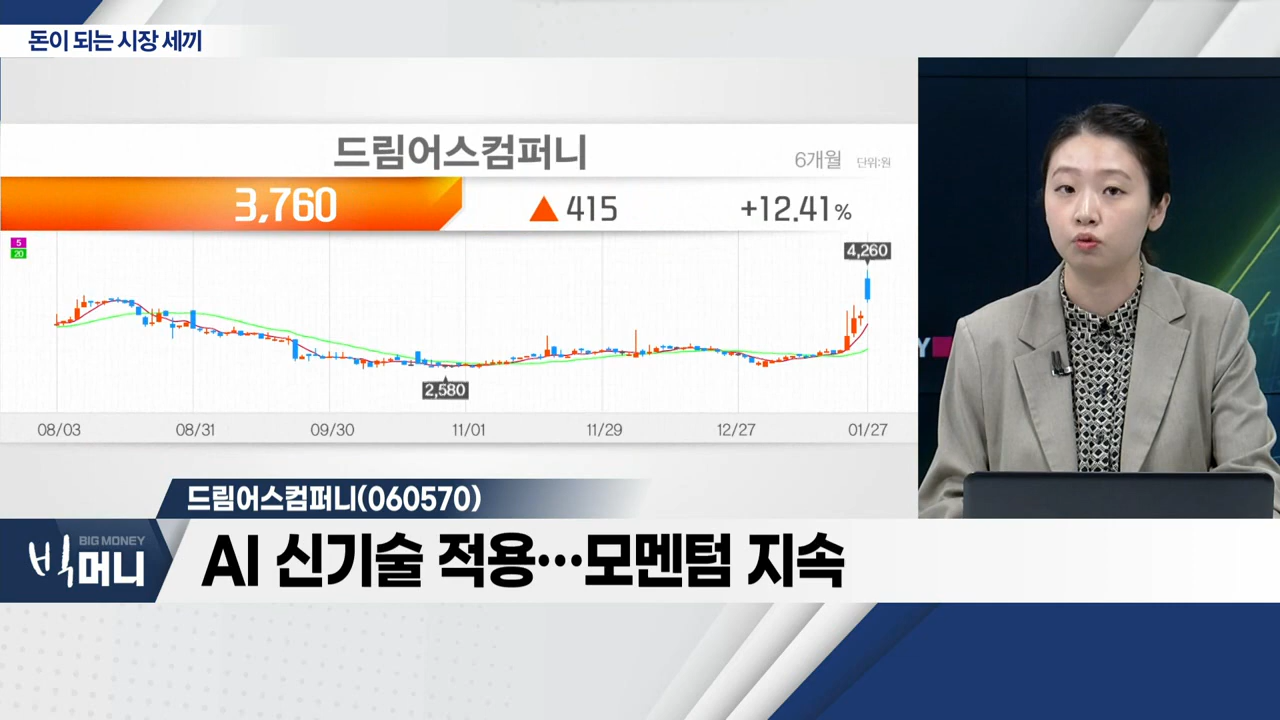 돈이 되는 시장 세끼
드림어스컴퍼니
6개월 단위:원
3,760 ▲ 415 +12.41%
5
20
4,260
2,580
08/03 08/31 09/30 11/01 11/29 12/27 01/27
Y
드림어스컴퍼니(060570)
BIG MONEY
빅머니
AI 신기술 적용…모멘텀 지속